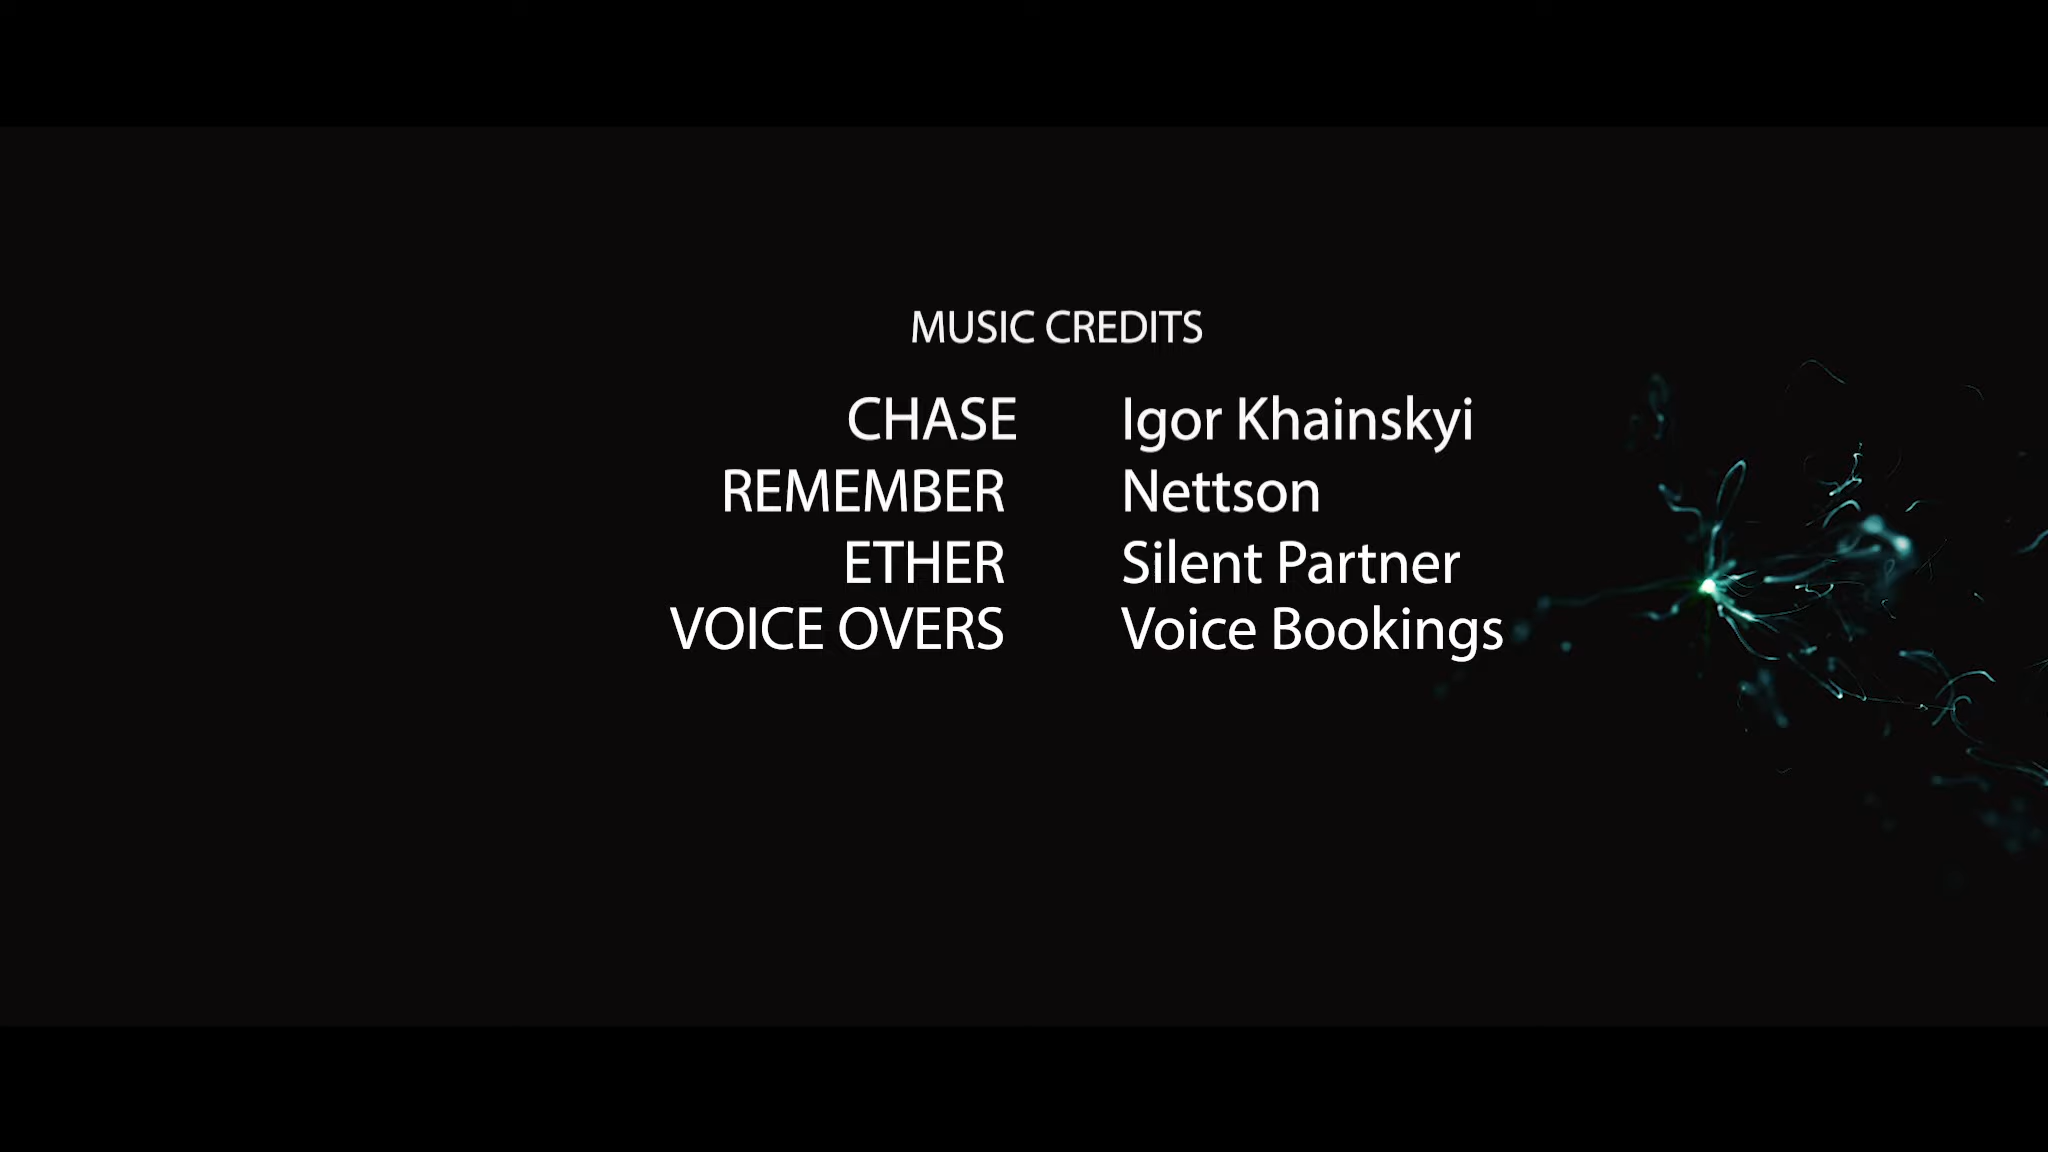 MUSIC CREDITS
CHASE Igor Khainskyi
REMEMBER Nettson
ETHER Silent Partner
VOICE OVERS Voice Bookings